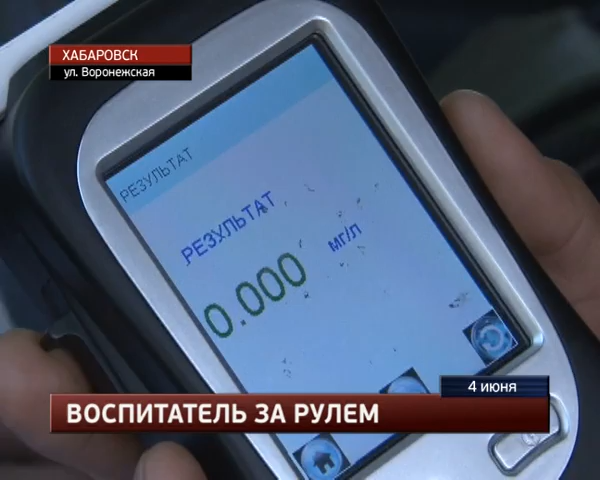 ХАБАРОВСК
ул. Воронежская
РЕЗУЛЬТАТ
РЕЗУЛЬТАТ
0.000 мг/л
4 июня
ВОСПИТАТЕЛЬ ЗА РУЛЕМ